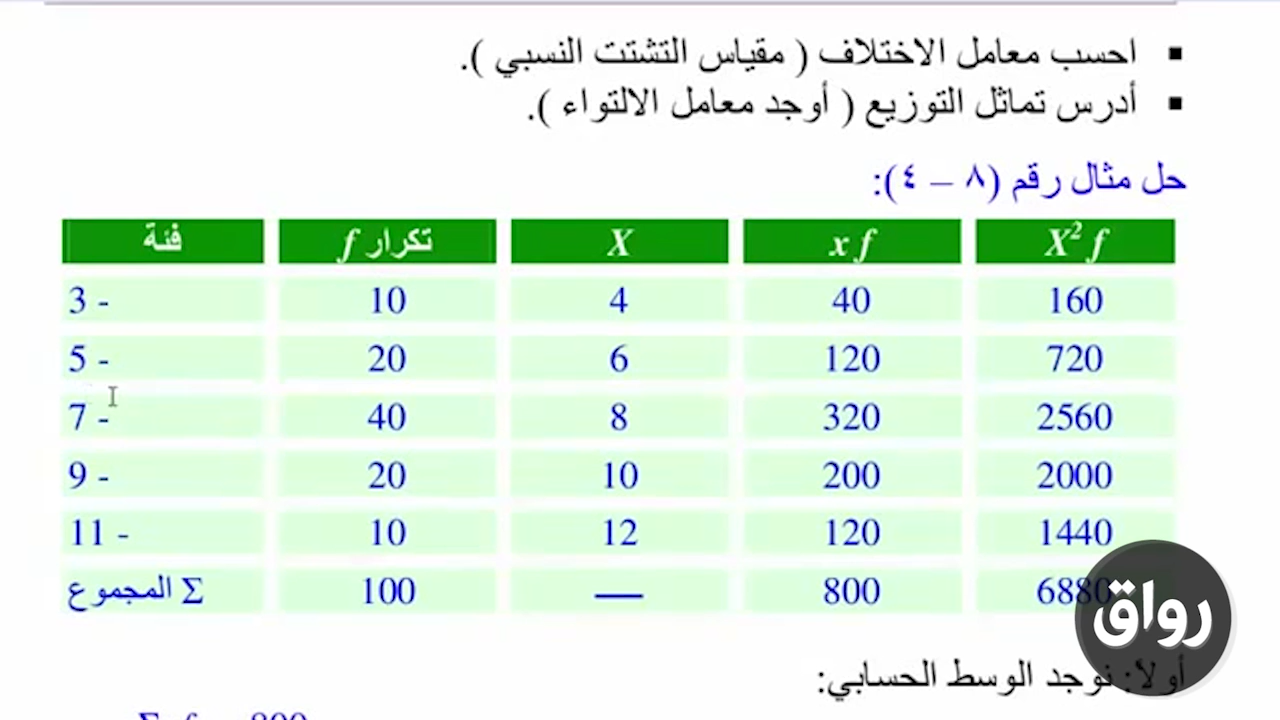 احسب معامل الاختلاف ( مقياس التشتت النسبي ).
أدرس تماثل التوزيع ( أوجد معامل الالتواء ).
حل مثال رقم (٨ – ٤):
فئة تكرار f X x f X² f
3 - 10 4 40 160
5 - 20 6 120 720
7 - 40 8 320 2560
9 - 20 10 200 2000
11 - 10 12 120 1440
المجموع Σ 100 — 800 6880
رواق
أولاً: نوجد الوسط الحسابي: